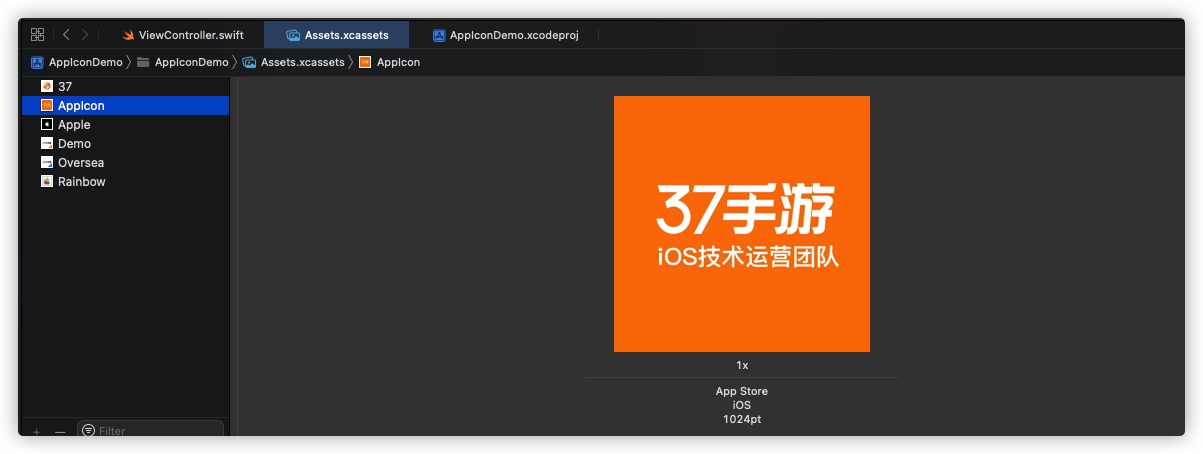 ViewController.swift Assets.xcassets AppIconDemo.xcodeproj
AppIconDemo 〉 AppIconDemo 〉 Assets.xcassets 〉 AppIcon
37
AppIcon
Apple
Demo
Oversea
Rainbow
37手游
iOS技术运营团队
1x
App Store
iOS
1024pt
+ — Filter